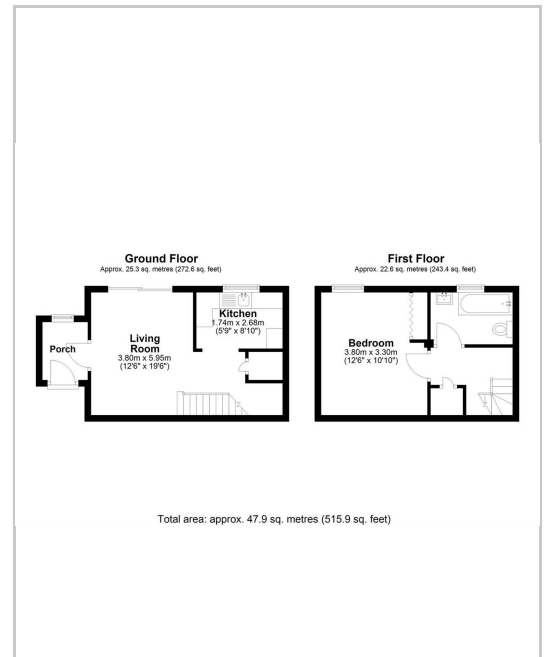 Ground Floor
Approx. 25.3 sq. metres (272.6 sq. feet)
Porch
Living
Room
3.80m x 5.95m
(12'6" x 19'6")
Kitchen
1.74m x 2.68m
(5'9" x 8'10")
First Floor
Approx. 22.6 sq. metres (243.4 sq. feet)
Bedroom
3.80m x 3.30m
(12'6" x 10'10")
Total area: approx. 47.9 sq. metres (515.9 sq. feet)